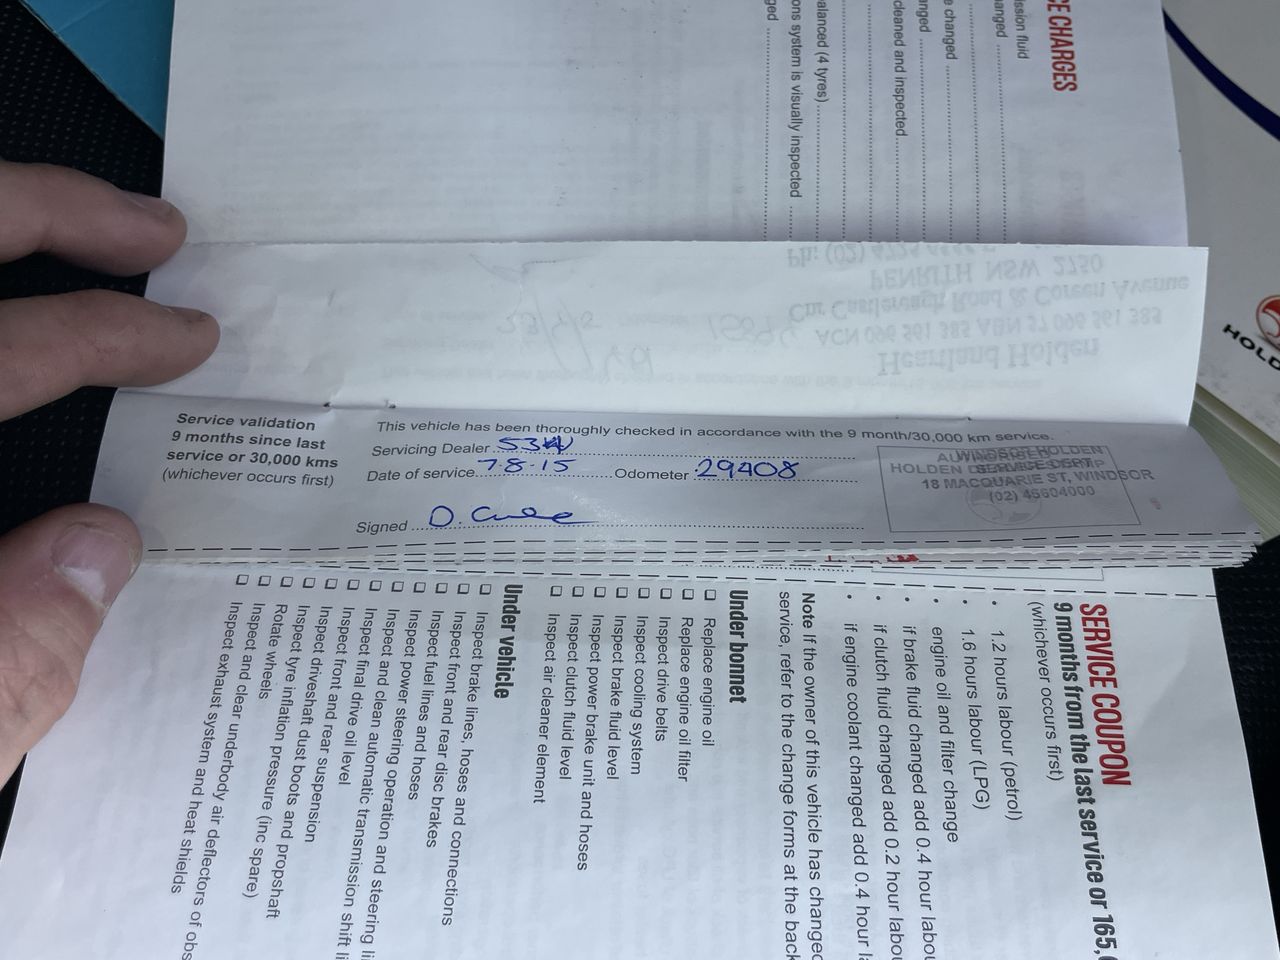 CE CHARGES
ission fluid
anged
e changed
anged
cleaned and inspected
alanced (4 tyres)
ons system is visually inspected
ged
Heartland Holden
ACN 096 361 383 ABN 37 096 361 383
Cnr. Castlereagh Road & Coreen Avenue
PENRITH NSW 2750
Ph: (02)
HOLD
Service validation
9 months since last
service or 30,000 kms
(whichever occurs first)
This vehicle has been thoroughly checked in accordance with the 9 month/30,000 km service.
Servicing Dealer
Date of service 7.8.15 Odometer 29408
Signed
WINDSOR HOLDEN
SERVICE DEPT
18 MACQUARIE ST, WINDSOR
(02) 45604000
SERVICE COUPON
9 months from the last service or 165,
(whichever occurs first)
• 1.2 hours labour (petrol)
• 1.6 hours labour (LPG)
• engine oil and filter change
• if brake fluid changed add 0.4 hour labou
• if clutch fluid changed add 0.2 hour labou
• if engine coolant changed add 0.4 hour la
Note If the owner of this vehicle has changed
service, refer to the change forms at the back
Under bonnet
❑ Replace engine oil
❑ Replace engine oil filter
❑ Inspect drive belts
❑ Inspect cooling system
❑ Inspect brake fluid level
❑ Inspect power brake unit and hoses
❑ Inspect clutch fluid level
❑ Inspect air cleaner element
Under vehicle
❑ Inspect brake lines, hoses and connections
❑ Inspect front and rear disc brakes
❑ Inspect fuel lines and hoses
❑ Inspect power steering hoses
❑ Inspect and clean automatic transmission shift li
❑ Inspect final drive oil level
❑ Inspect front and rear suspension
❑ Inspect driveshaft dust boots and propshaft
❑ Inspect tyre inflation pressure (inc spare)
❑ Rotate wheels
❑ Inspect and clear underbody air deflectors of obs
❑ Inspect exhaust system and heat shields